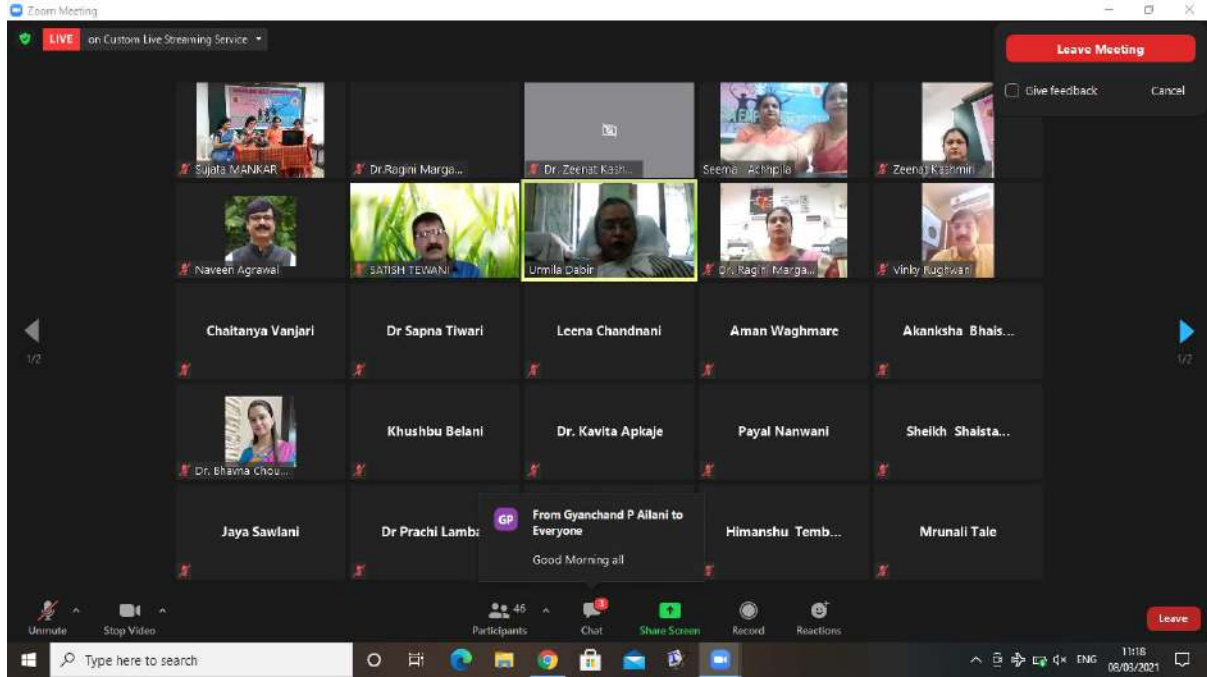 Zoom Meeting
LIVE on Custom Live Streaming Service
Leave Meeting
Give feedback Cancel
Sujata MANKAR
Dr.Ragini Marga...
Dr. Zeenat Kash...
Seema Achhpila
Zeenat Kashmiri
Naveen Agrawal
SATISH TEWANI
Urmila Dabir
Dr. Ragini Marga...
Vinky Rughwani
Chaitanya Vanjari
Dr Sapna Tiwari
Leena Chandnani
Aman Waghmare
Akanksha Bhais...
1/2
1/2
Dr. Bhavna Chou...
Khushbu Belani
Dr. Kavita Apkaje
Payal Nanwani
Sheikh Shaista...
Jaya Sawlani
Dr Prachi Lamba
GP From Gyanchand P Ailani to
Everyone
Good Morning all
Himanshu Temb...
Mrunali Tale
46
3
Unmute Stop Video Participants Chat Share Screen Record Reactions
Leave
Type here to search
ENG
11:18
08/03/2021